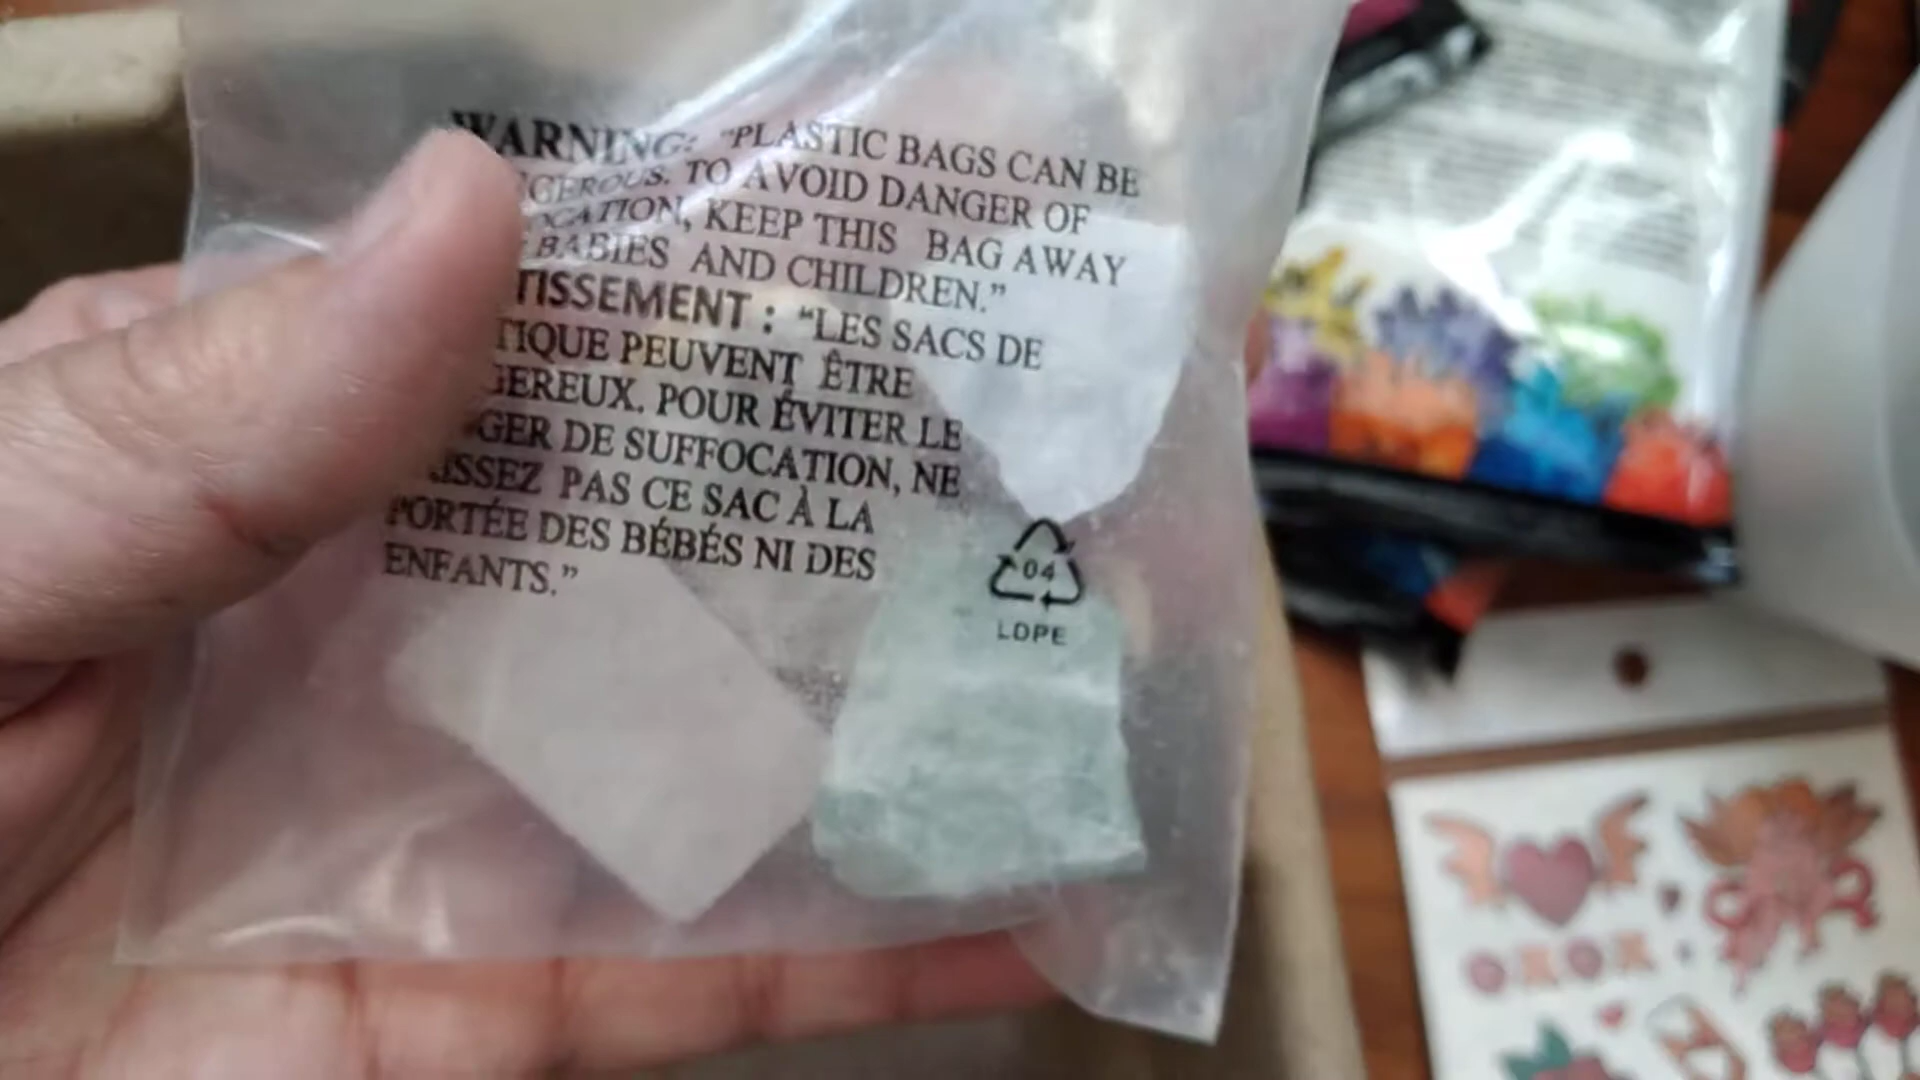 WARNING: "PLASTIC BAGS CAN BE
GEROUS. TO AVOID DANGER OF
OCATION, KEEP THIS BAG AWAY
BABIES AND CHILDREN."
TISSEMENT : "LES SACS DE
TIQUE PEUVENT ÊTRE
GEREUX. POUR ÉVITER LE
GER DE SUFFOCATION, NE
ISSEZ PAS CE SAC À LA
PORTÉE DES BÉBÉS NI DES
ENFANTS."
04
LDPE